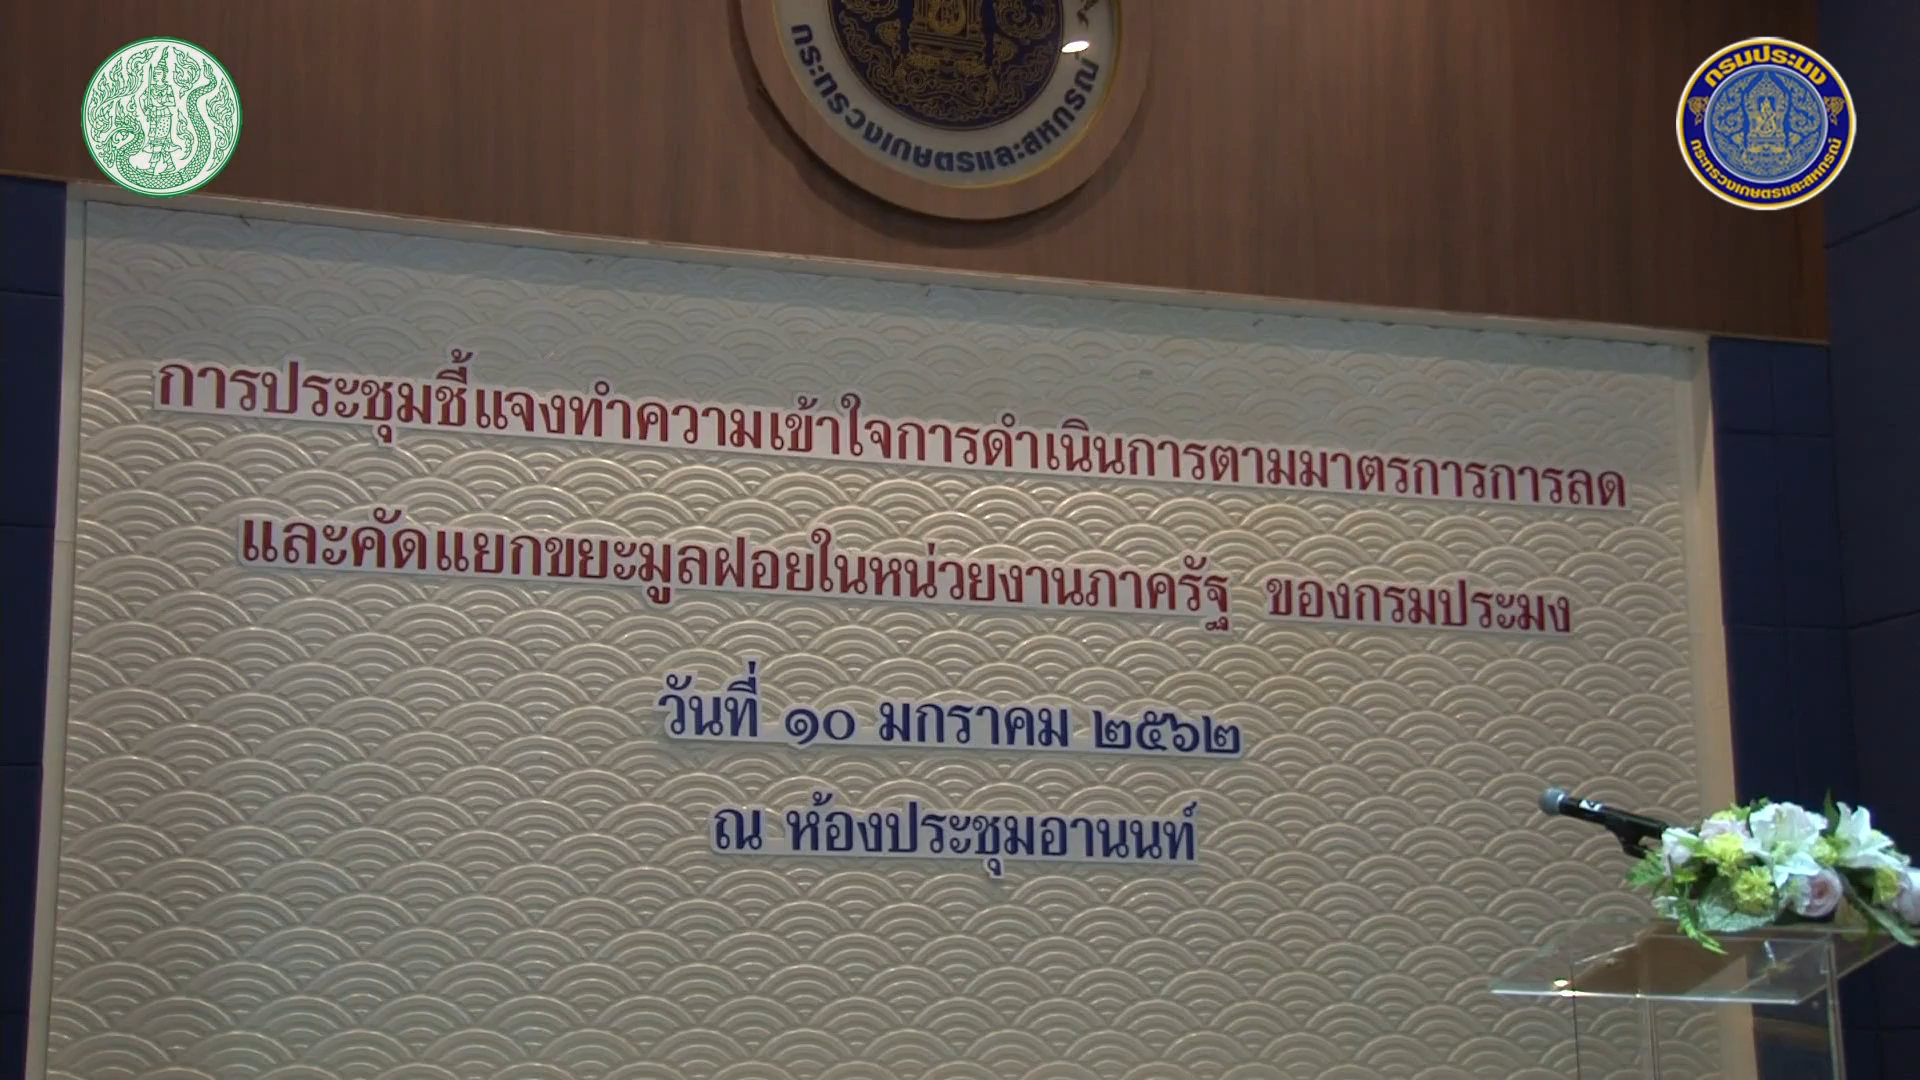 กระทรวงเกษตรและสหกรณ์
กรมประมง
กระทรวงเกษตรและสหกรณ์
การประชุมชี้แจงทำความเข้าใจการดำเนินการตามมาตรการการลด
และคัดแยกขยะมูลฝอยในหน่วยงานภาครัฐ ของกรมประมง
วันที่ ๑๐ มกราคม ๒๕๖๒
ณ ห้องประชุมอานนท์